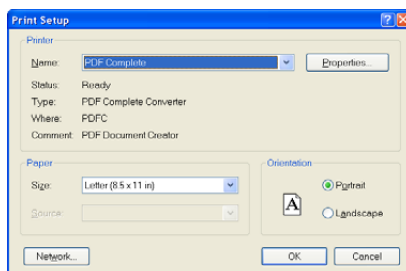 Print Setup
Printer
Name: PDF Complete Properties...
Status: Ready
Type: PDF Complete Converter
Where: PDFC
Comment: PDF Document Creator
Paper
Size: Letter (8.5 x 11 in)
Source:
Orientation
A
Portrait
Landscape
Network... OK Cancel